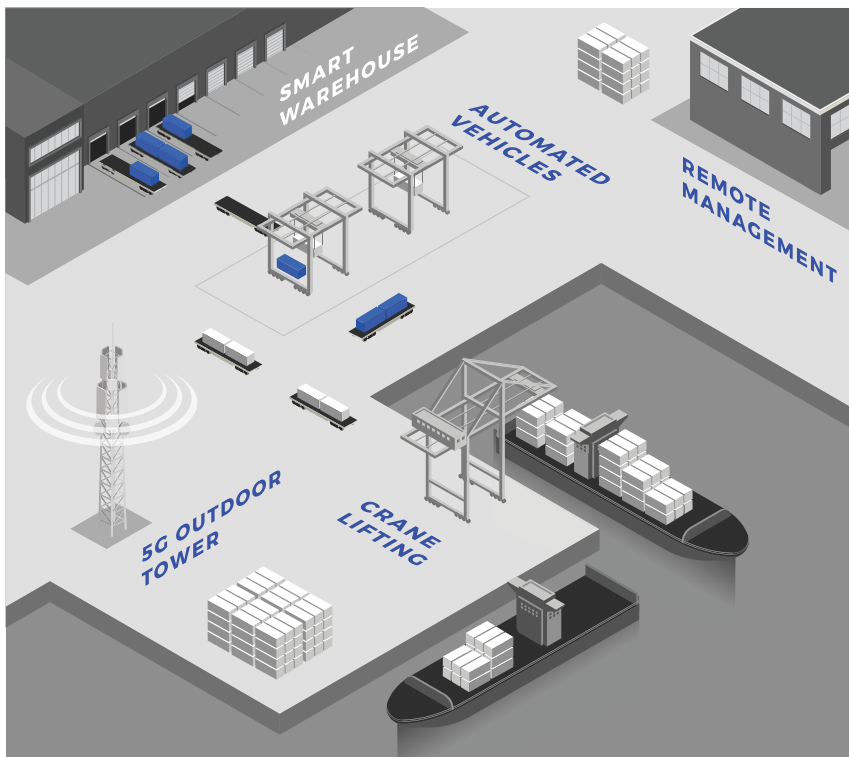 SMART
WAREHOUSE
AUTOMATED
VEHICLES
REMOTE
MANAGEMENT
5G OUTDOOR
TOWER
CRANE
LIFTING